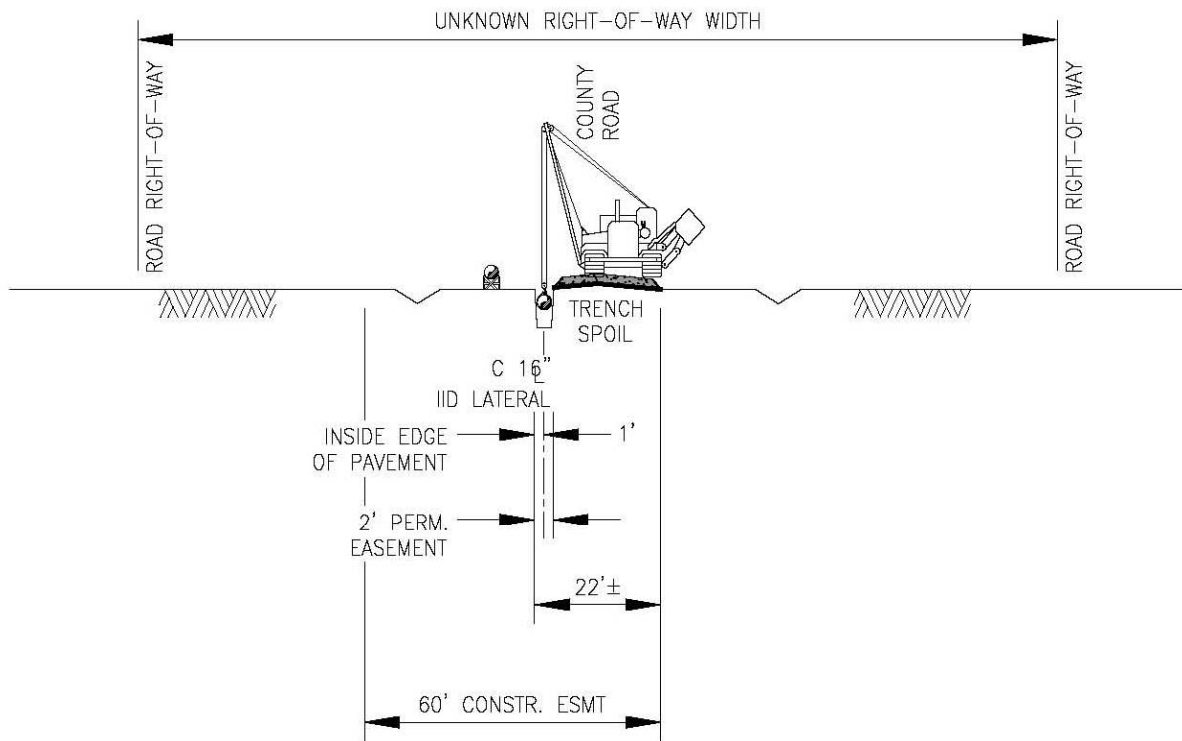 UNKNOWN RIGHT-OF-WAY WIDTH
ROAD RIGHT-OF-WAY
COUNTY
ROAD
ROAD RIGHT-OF-WAY
TRENCH
SPOIL
C 16"
L
IID LATERAL
INSIDE EDGE
OF PAVEMENT
1'
2' PERM.
EASEMENT
22'±
60' CONSTR. ESMT